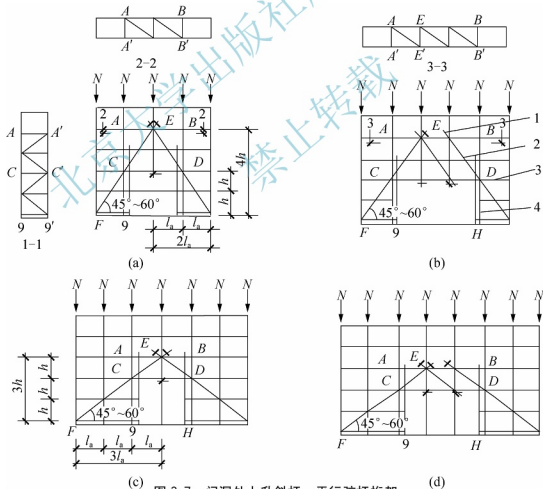 A B
A′ B′
2-2
A E B
A′ E′ B′
3-3
N N N N N
N N N N N N
A A′
C C′
9 9′
1-1
2 A E B 2
C D
4h
h
h
45°~60°
F 9
lₐ lₐ
2lₐ
(a)
3 E 3
A B
C D
1
2
3
4
45°~60°
F 9 H
(b)
N N N N N N N
N N N N N N N
A E B
C D
3h
h
h
h
45°~60°
F 9 H
lₐ lₐ lₐ
3lₐ
(c)
A E B
C D
45°~60°
F 9 H
(d)
北京大学出版社
禁止转载